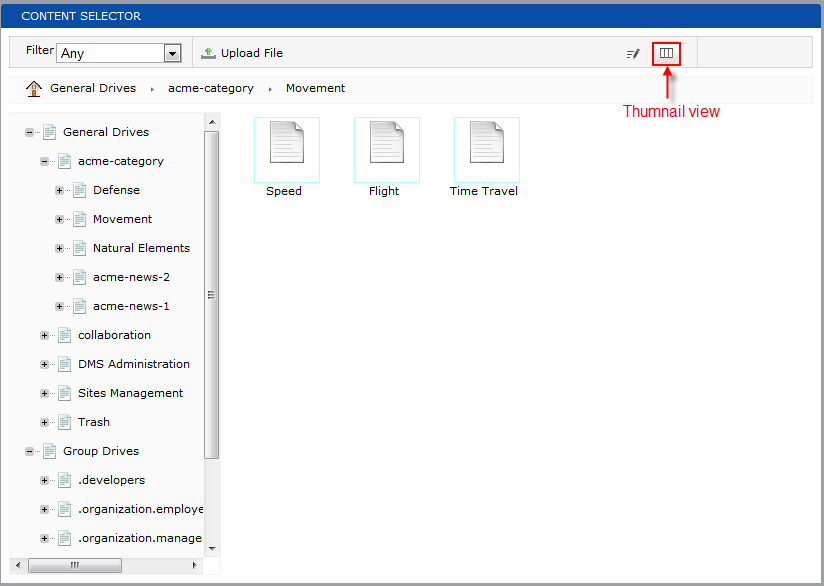 CONTENT SELECTOR
Filter Any Upload File
General Drives acme-category Movement
Thumnail view
General Drives
acme-category
Defense
Movement
Natural Elements
acme-news-2
acme-news-1
collaboration
DMS Administration
Sites Management
Trash
Group Drives
.developers
.organization.employe
.organization.manage
Speed Flight Time Travel